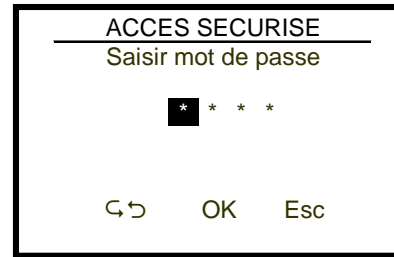 ACCES SECURISE
Saisir mot de passe
* * * *
⮎⮌ OK Esc